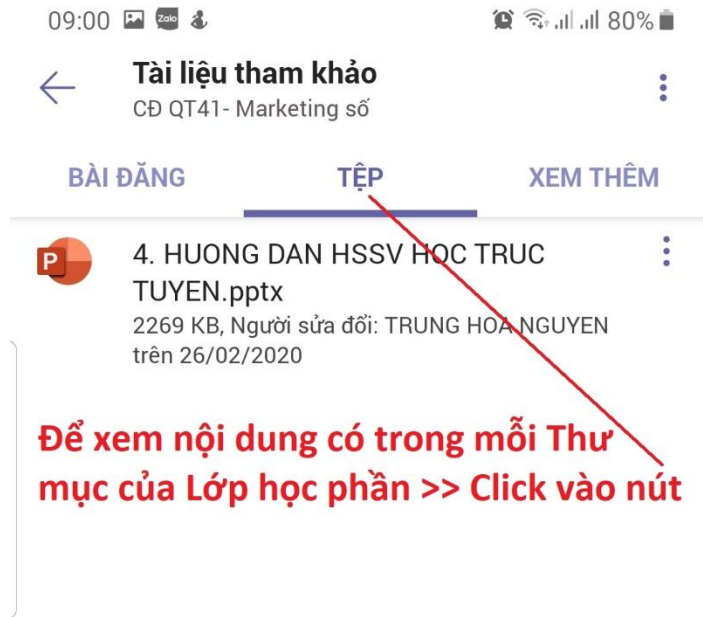 09:00 Zalo 80%
Tài liệu tham khảo
CĐ QT41- Marketing số
BÀI ĐĂNG TỆP XEM THÊM
P 4. HUONG DAN HSSV HOC TRUC
TUYEN.pptx
2269 KB, Người sửa đổi: TRUNG HOA NGUYEN
trên 26/02/2020
Để xem nội dung có trong mỗi Thư
mục của Lớp học phần >> Click vào nút